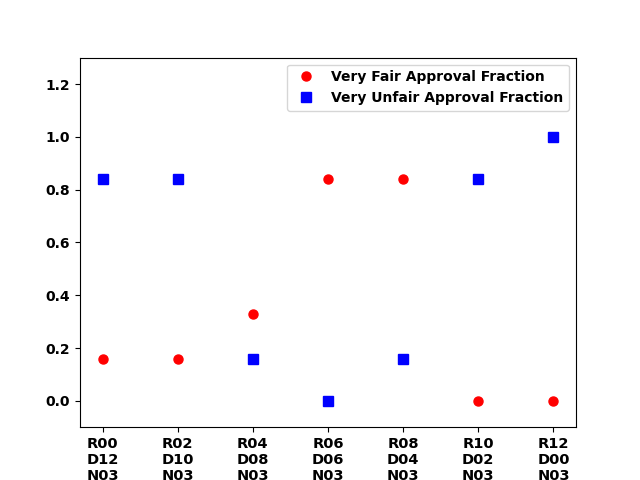 Very Fair Approval Fraction
Very Unfair Approval Fraction
1.2
1.0
0.8
0.6
0.4
0.2
0.0
R00 R02 R04 R06 R08 R10 R12
D12 D10 D08 D06 D04 D02 D00
N03 N03 N03 N03 N03 N03 N03